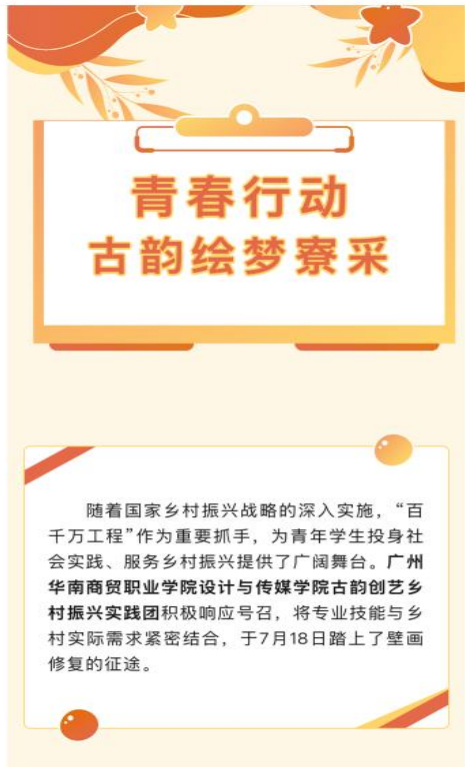 青春行动
古韵绘梦寮采
随着国家乡村振兴战略的深入实施，“百
千万工程”作为重要抓手，为青年学生投身社
会实践、服务乡村振兴提供了广阔舞台。广州
华南商贸职业学院设计与传媒学院古韵创艺乡
村振兴实践团积极响应号召，将专业技能与乡
村实际需求紧密结合，于7月18日踏上了壁画
修复的征途。